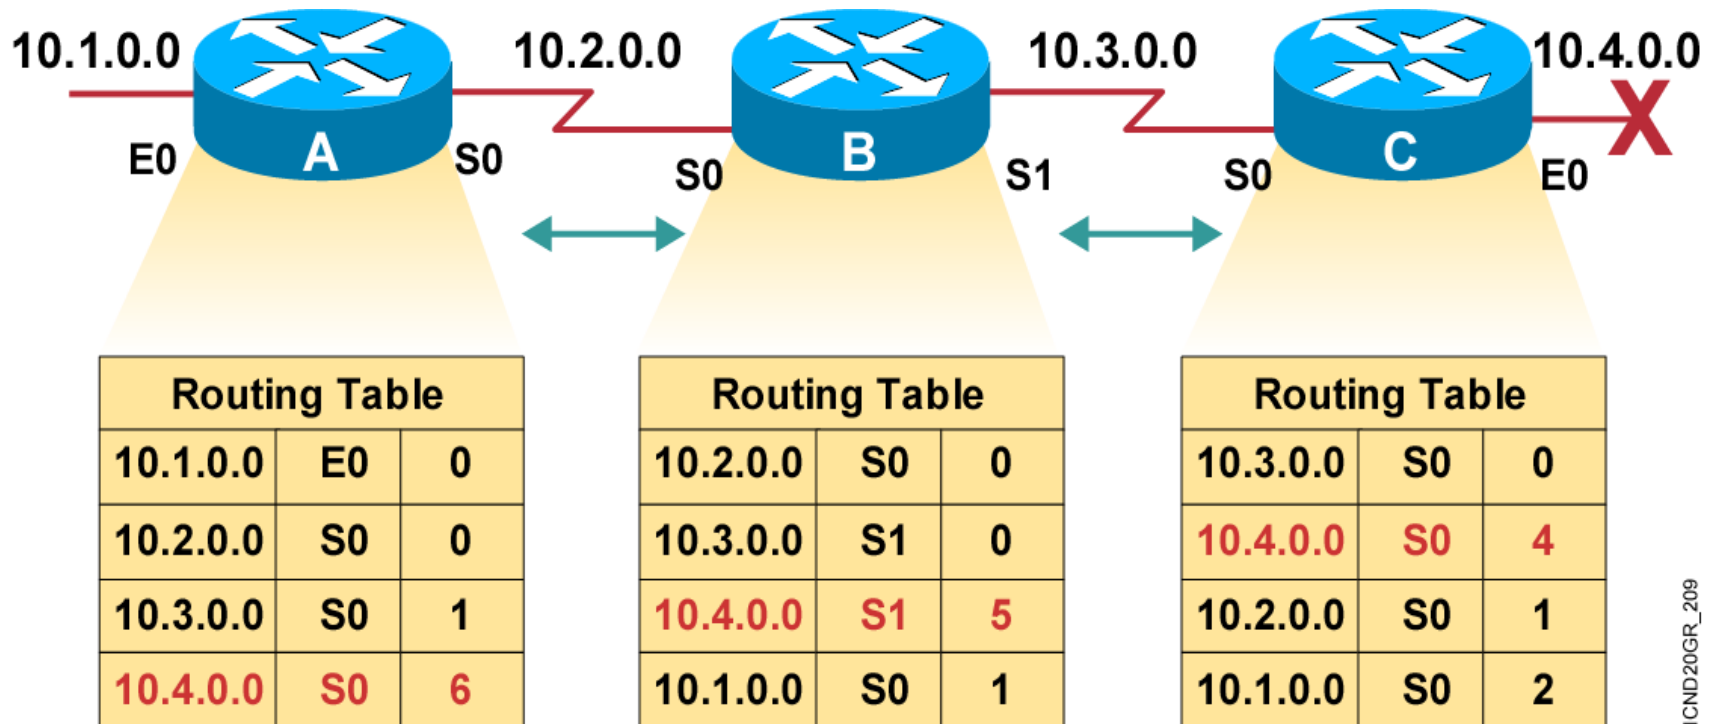 10.1.0.0 10.2.0.0 10.3.0.0 10.4.0.0
X
A B C
E0 S0 S0 S1 S0 E0
Routing Table
10.1.0.0 E0 0
10.2.0.0 S0 0
10.3.0.0 S0 1
10.4.0.0 S0 6
Routing Table
10.2.0.0 S0 0
10.3.0.0 S1 0
10.4.0.0 S1 5
10.1.0.0 S0 1
Routing Table
10.3.0.0 S0 0
10.4.0.0 S0 4
10.2.0.0 S0 1
10.1.0.0 S0 2
ICND20GR_209